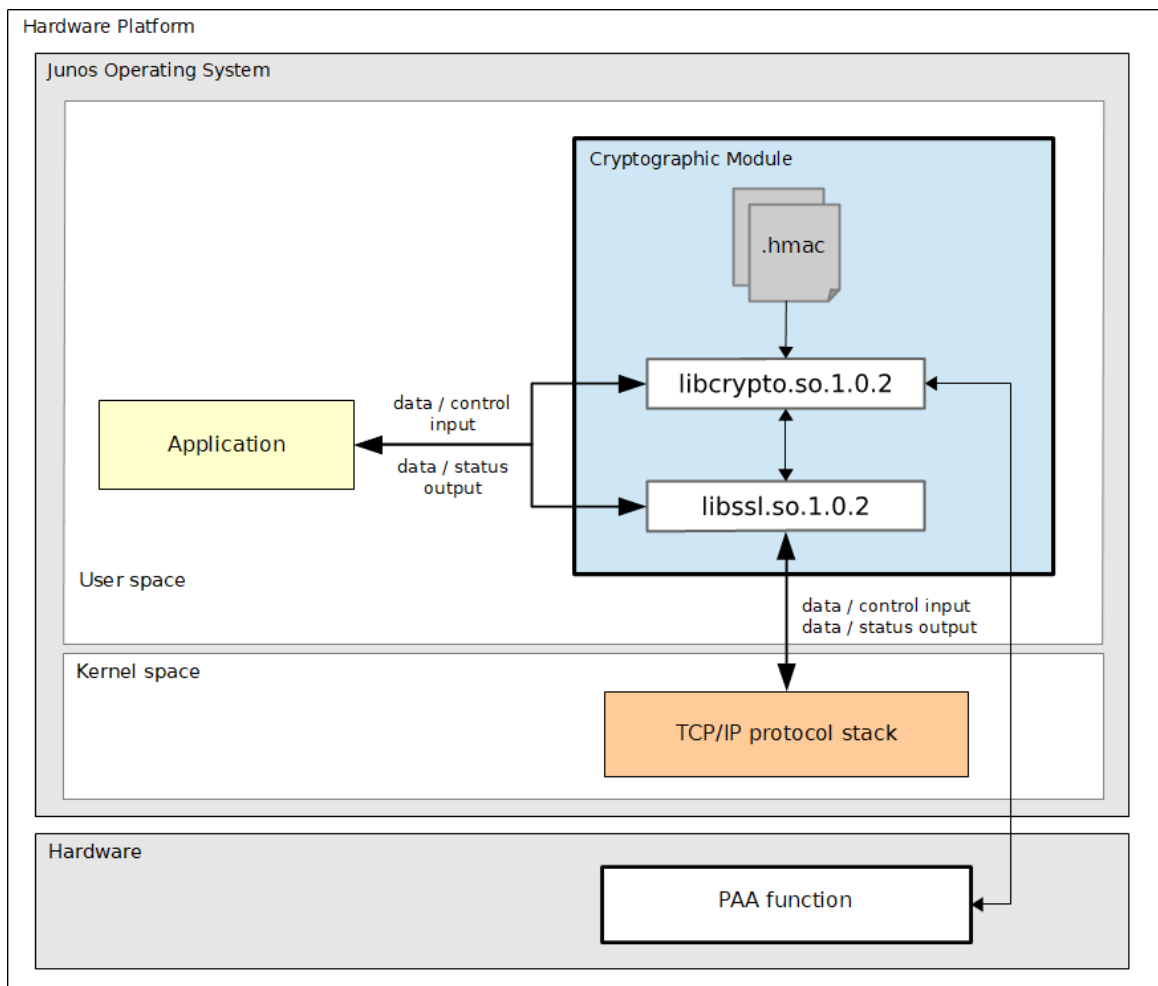 Hardware Platform
Junos Operating System
Cryptographic Module
.hmac
libcrypto.so.1.0.2
data / control
input
Application
data / status
output
libssl.so.1.0.2
User space
data / control input
data / status output
Kernel space
TCP/IP protocol stack
Hardware
PAA function